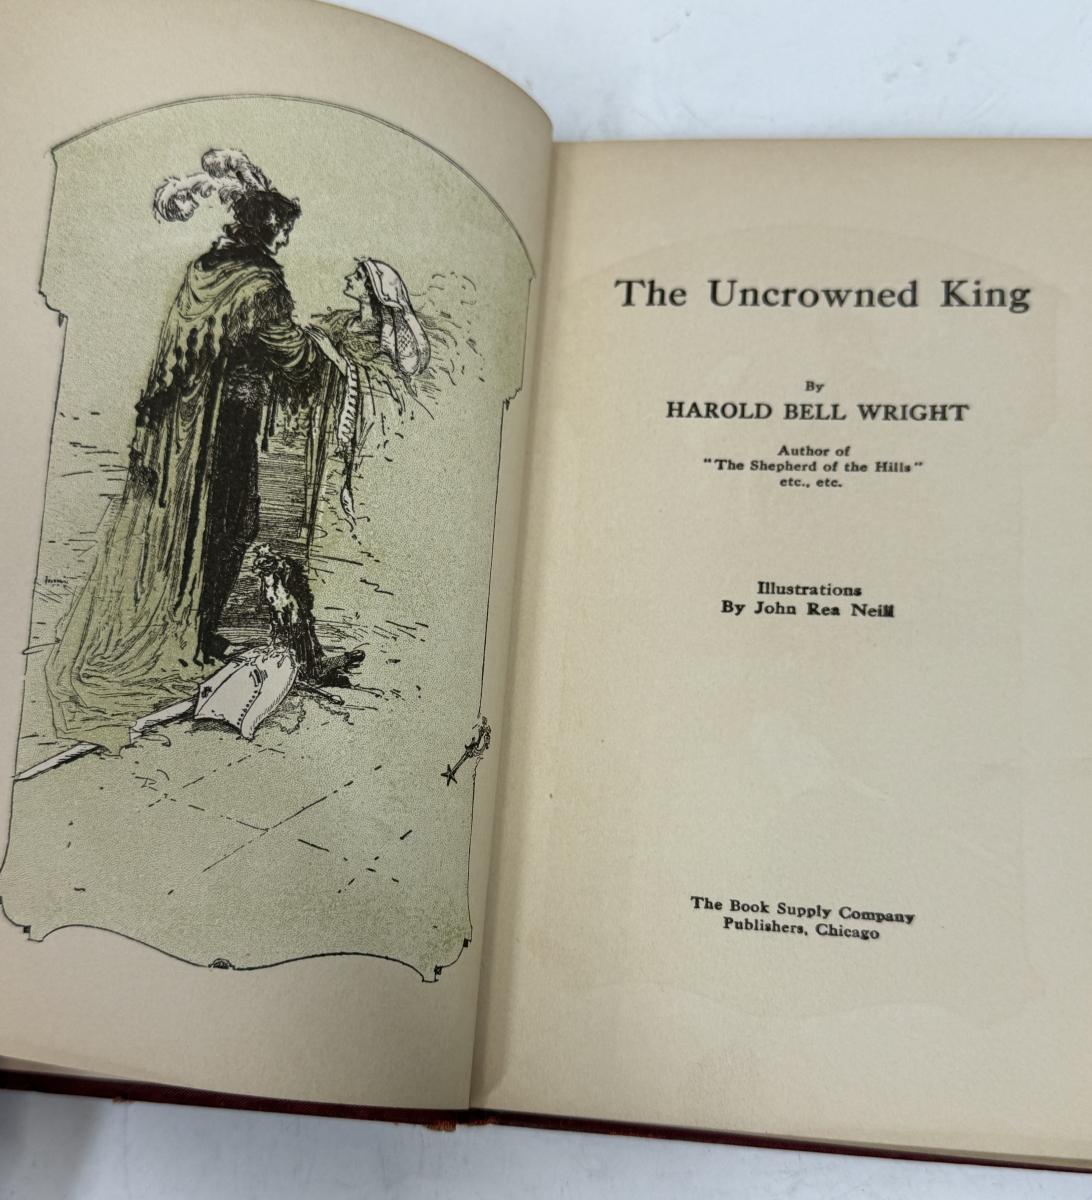 The Uncrowned King
By
HAROLD BELL WRIGHT
Author of
"The Shepherd of the Hills"
etc., etc.
Illustrations
By John Rea Neill
The Book Supply Company
Publishers, Chicago